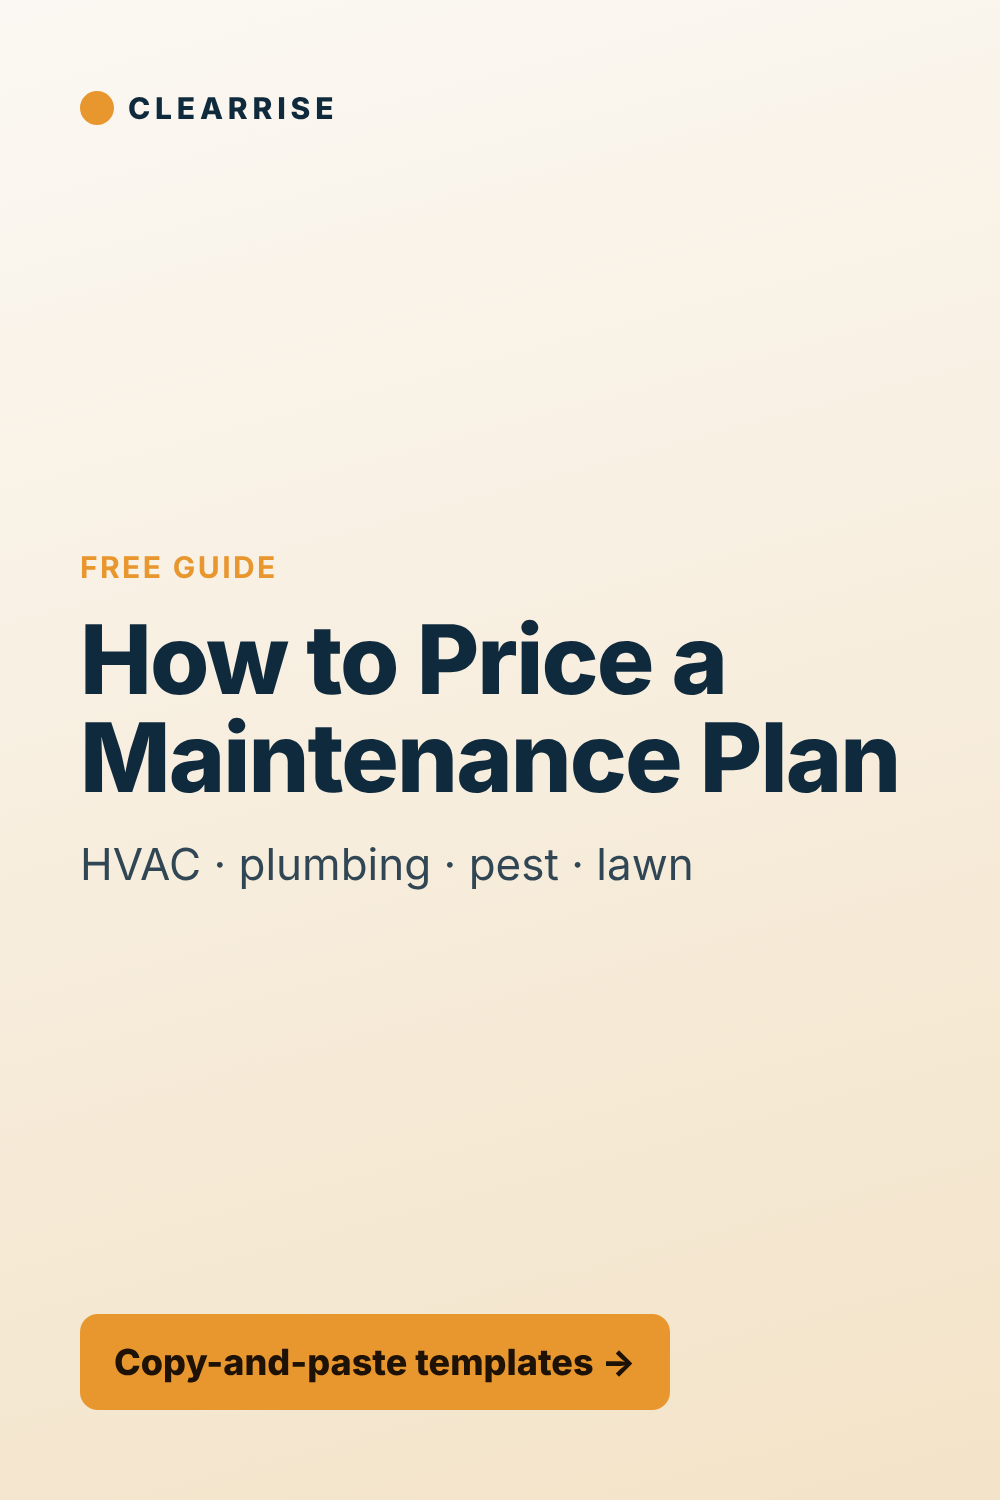 CLEARRISE
FREE GUIDE
How to Price a
Maintenance Plan
HVAC · plumbing · pest · lawn
Copy-and-paste templates →